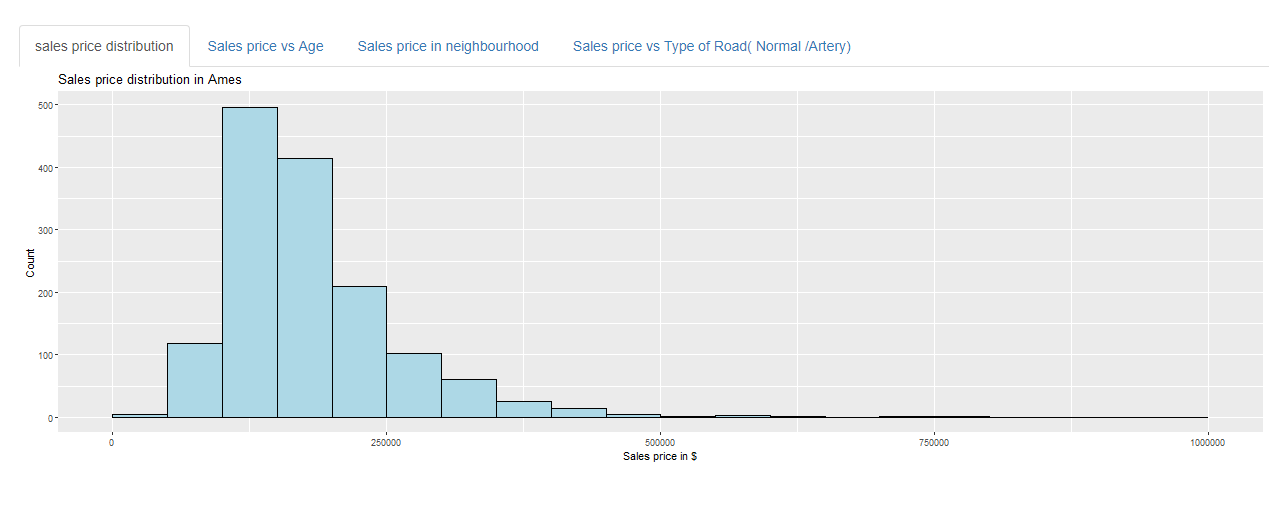 sales price distribution Sales price vs Age Sales price in neighbourhood Sales price vs Type of Road( Normal /Artery)
Sales price distribution in Ames
500
400
300
200
100
0
Count
0 250000 500000 750000 1000000
Sales price in $